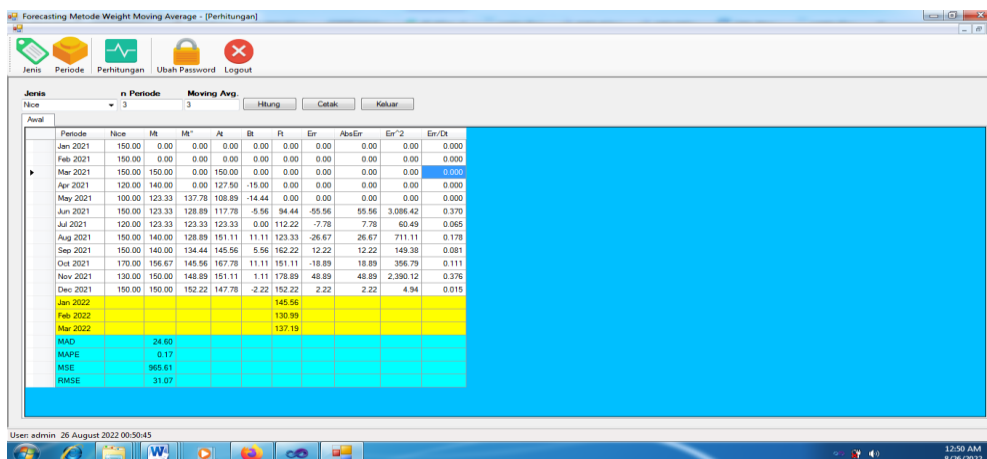 Forecasting Metode Weight Moving Average - [Perhitungan]
Jenis Periode Perhitungan Ubah Password Logout
Jenis n Periode Moving Avg.
Nice 3 3 Hitung Cetak Keluar
Awal
Periode Nice Mt Mt" At Bt Ft Err AbsErr Err^2 Err/Dt
Jan 2021 150.00 0.00 0.00 0.00 0.00 0.00 0.00 0.00 0.00 0.000
Feb 2021 150.00 0.00 0.00 0.00 0.00 0.00 0.00 0.00 0.00 0.000
Mar 2021 150.00 150.00 0.00 150.00 0.00 0.00 0.00 0.00 0.00 0.000
Apr 2021 120.00 140.00 0.00 127.50 -15.00 0.00 0.00 0.00 0.00 0.000
May 2021 100.00 123.33 137.78 108.89 -14.44 0.00 0.00 0.00 0.00 0.000
Jun 2021 150.00 123.33 128.89 117.78 -5.56 94.44 -55.56 55.56 3,086.42 0.370
Jul 2021 120.00 123.33 123.33 123.33 0.00 112.22 -7.78 7.78 60.49 0.065
Aug 2021 150.00 140.00 128.89 151.11 11.11 123.33 -26.67 26.67 711.11 0.178
Sep 2021 150.00 140.00 134.44 145.56 5.56 162.22 12.22 12.22 149.38 0.081
Oct 2021 170.00 156.67 145.56 167.78 11.11 151.11 -18.89 18.89 356.79 0.111
Nov 2021 130.00 150.00 148.89 151.11 1.11 178.89 48.89 48.89 2,390.12 0.376
Dec 2021 150.00 150.00 152.22 147.78 -2.22 152.22 2.22 2.22 4.94 0.015
Jan 2022 145.56
Feb 2022 130.99
Mar 2022 137.19
MAD 24.60
MAPE 0.17
MSE 965.61
RMSE 31.07
User: admin 26 August 2022 00:50:45
12:50 AM
8/26/2022